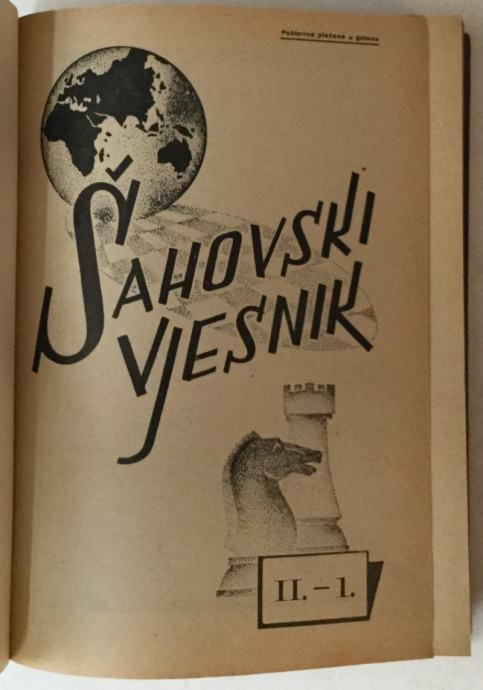 Poštarina plaćena u gotovu
ŠAHOVSKI
VJESNIK
II.-1.